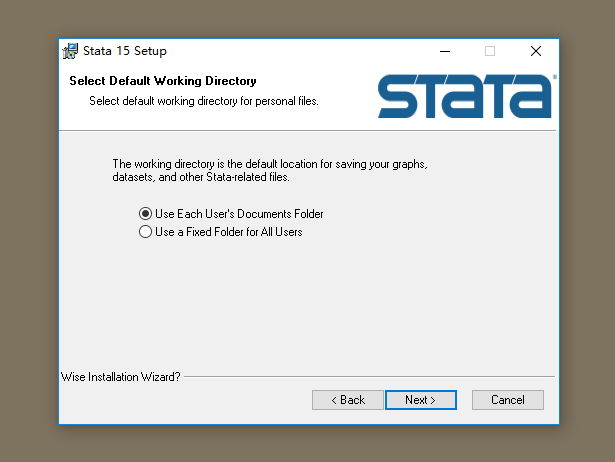 Stata 15 Setup
Select Default Working Directory
Select default working directory for personal files.
STATA®
The working directory is the default location for saving your graphs,
datasets, and other Stata-related files.
Use Each User's Documents Folder
Use a Fixed Folder for All Users
Wise Installation Wizard?
< Back
Next >
Cancel